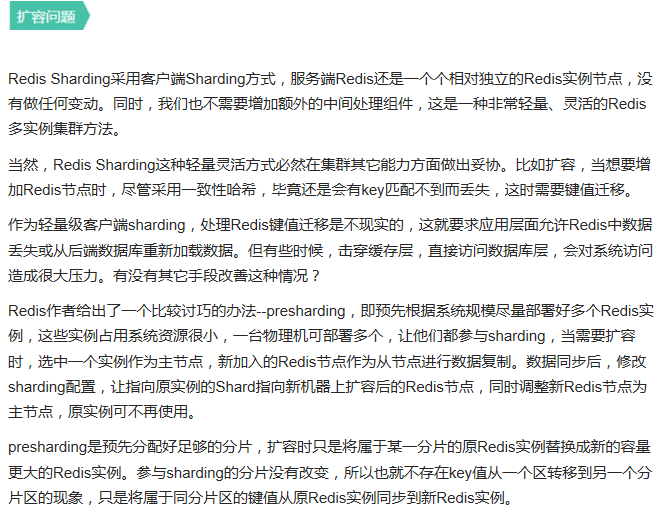 扩容问题
Redis Sharding采用客户端Sharding方式，服务端Redis还是一个个相对独立的Redis实例节点，没
有做任何变动。同时，我们也不需要增加额外的中间处理组件，这是一种非常轻量、灵活的Redis
多实例集群方法。
当然，Redis Sharding这种轻量灵活方式必然在集群其它能力方面做出妥协。比如扩容，当想要增
加Redis节点时，尽管采用一致性哈希，毕竟还是会有key匹配不到而丢失，这时需要键值迁移。
作为轻量级客户端sharding，处理Redis键值迁移是不现实的，这就要求应用层面允许Redis中数据
丢失或从后端数据库重新加载数据。但有些时候，击穿缓存层，直接访问数据库层，会对系统访问
造成很大压力。有没有其它手段改善这种情况？
Redis作者给出了一个比较讨巧的办法--presharding，即预先根据系统规模尽量部署好多个Redis实
例，这些实例占用系统资源很小，一台物理机可部署多个，让他们都参与sharding，当需要扩容
时，选中一个实例作为主节点，新加入的Redis节点作为从节点进行数据复制。数据同步后，修改
sharding配置，让指向原实例的Shard指向新机器上扩容后的Redis节点，同时调整新Redis节点为
主节点，原实例可不再使用。
presharding是预先分配好足够的分片，扩容时只是将属于某一分片的原Redis实例替换成新的容量
更大的Redis实例。参与sharding的分片没有改变，所以也就不存在key值从一个区转移到另一个分
片区的现象，只是将属于同分片区的键值从原Redis实例同步到新Redis实例。